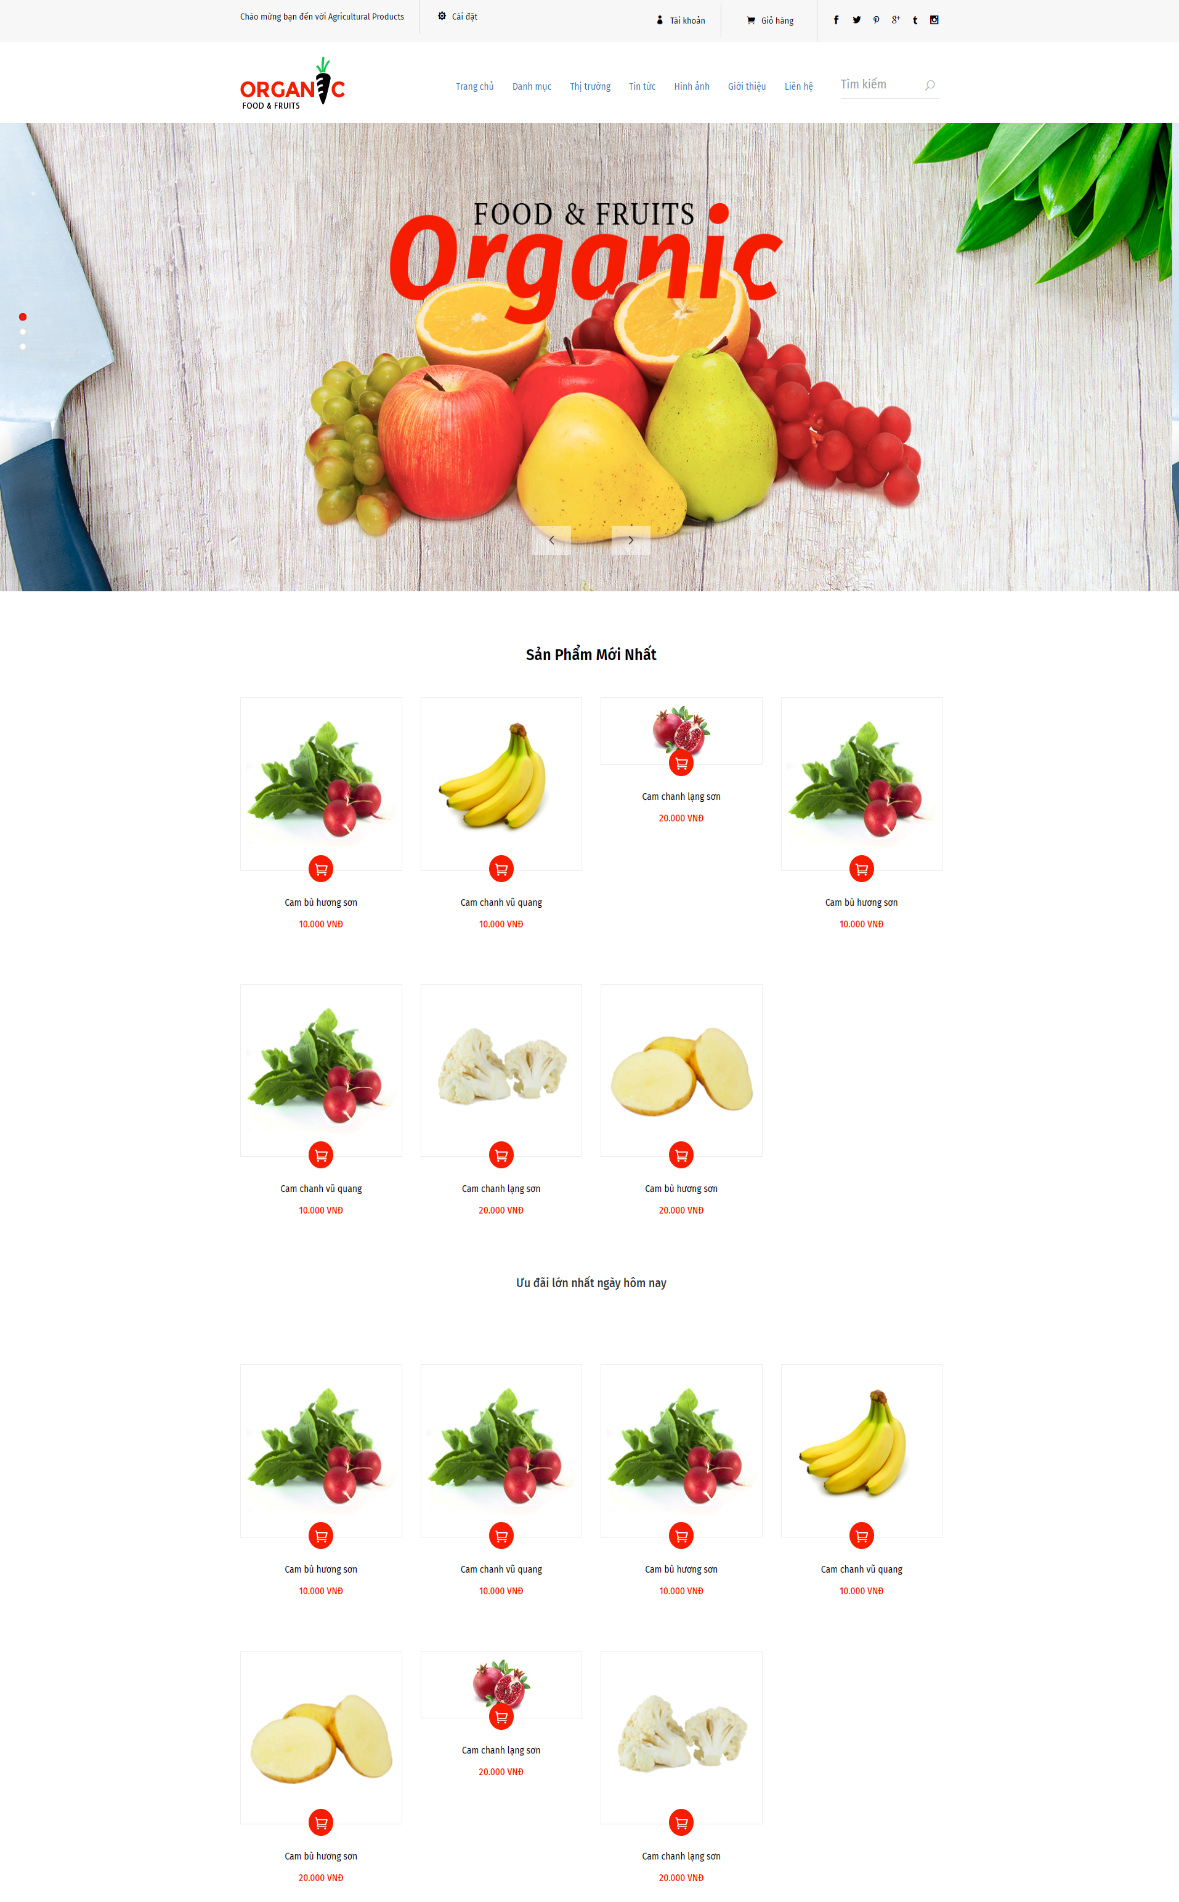 Chào mừng bạn đến với Agricultural Products
Cài đặt
Tài khoản
Giỏ hàng
ORGANIC
FOOD & FRUITS
Trang chủ
Danh mục
Thị trường
Tin tức
Hình ảnh
Giới thiệu
Liên hệ
Tìm kiếm
FOOD & FRUITS
Organic
Sản Phẩm Mới Nhất
Cam bù hương sơn
10.000 VNĐ
Cam chanh vũ quang
10.000 VNĐ
Cam chanh lạng sơn
20.000 VNĐ
Cam bù hương sơn
10.000 VNĐ
Cam chanh vũ quang
10.000 VNĐ
Cam chanh lạng sơn
20.000 VNĐ
Cam bù hương sơn
20.000 VNĐ
Ưu đãi lớn nhất ngày hôm nay
Cam bù hương sơn
10.000 VNĐ
Cam chanh vũ quang
10.000 VNĐ
Cam bù hương sơn
10.000 VNĐ
Cam chanh vũ quang
10.000 VNĐ
Cam bù hương sơn
20.000 VNĐ
Cam chanh lạng sơn
20.000 VNĐ
Cam chanh lạng sơn
20.000 VNĐ